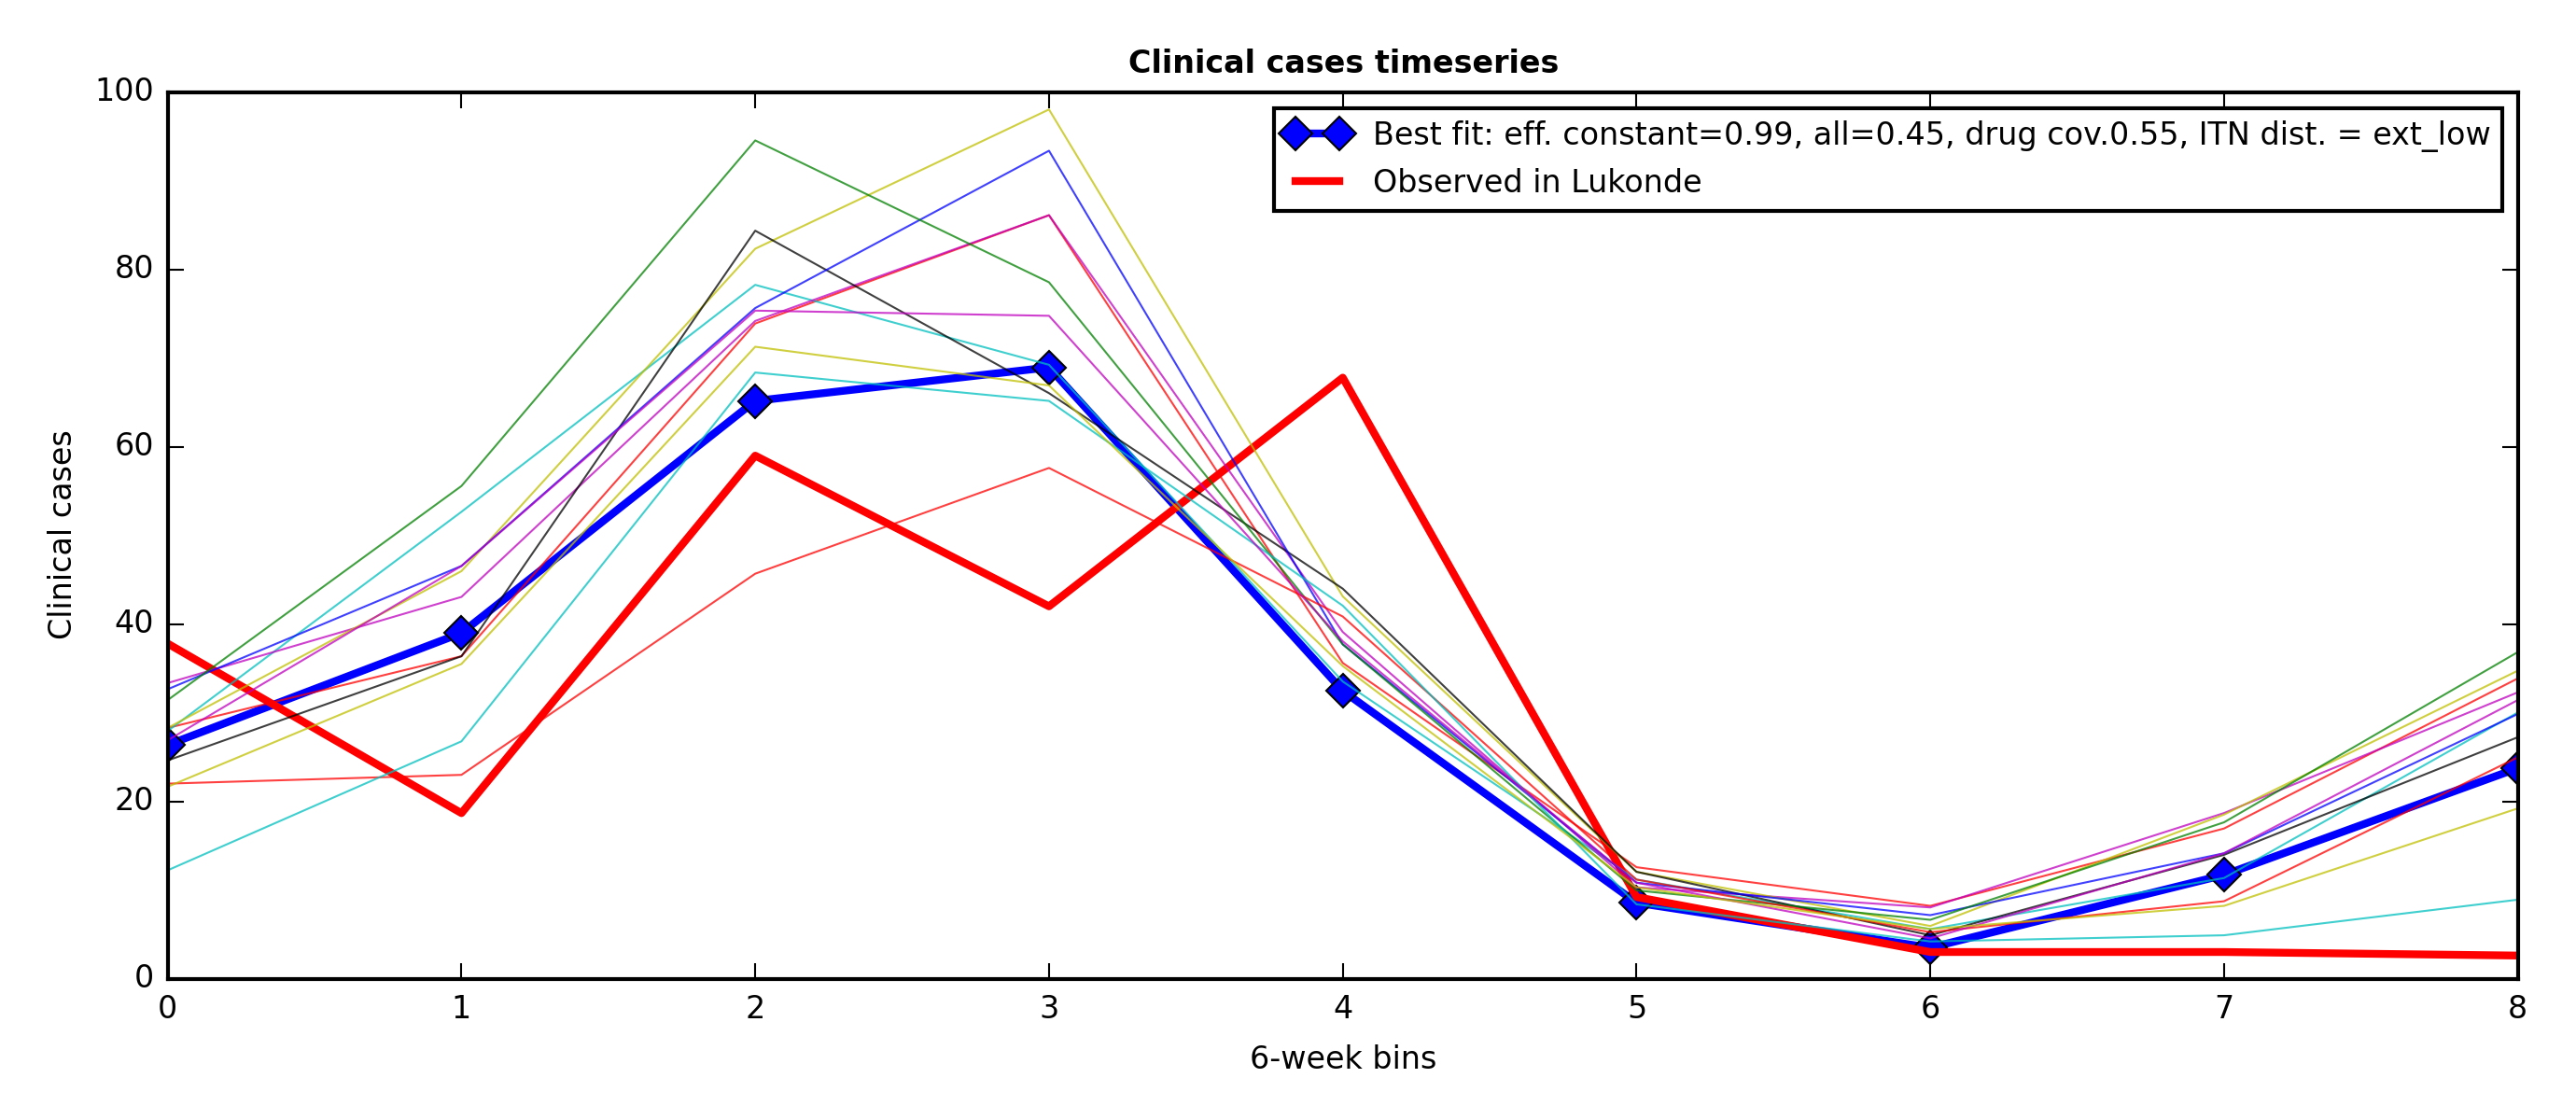 Clinical cases timeseries
100
80
60
40
20
0
Clinical cases
Best fit: eff. constant=0.99, all=0.45, drug cov.0.55, ITN dist. = ext_low
Observed in Lukonde
0 1 2 3 4 5 6 7 8
6-week bins